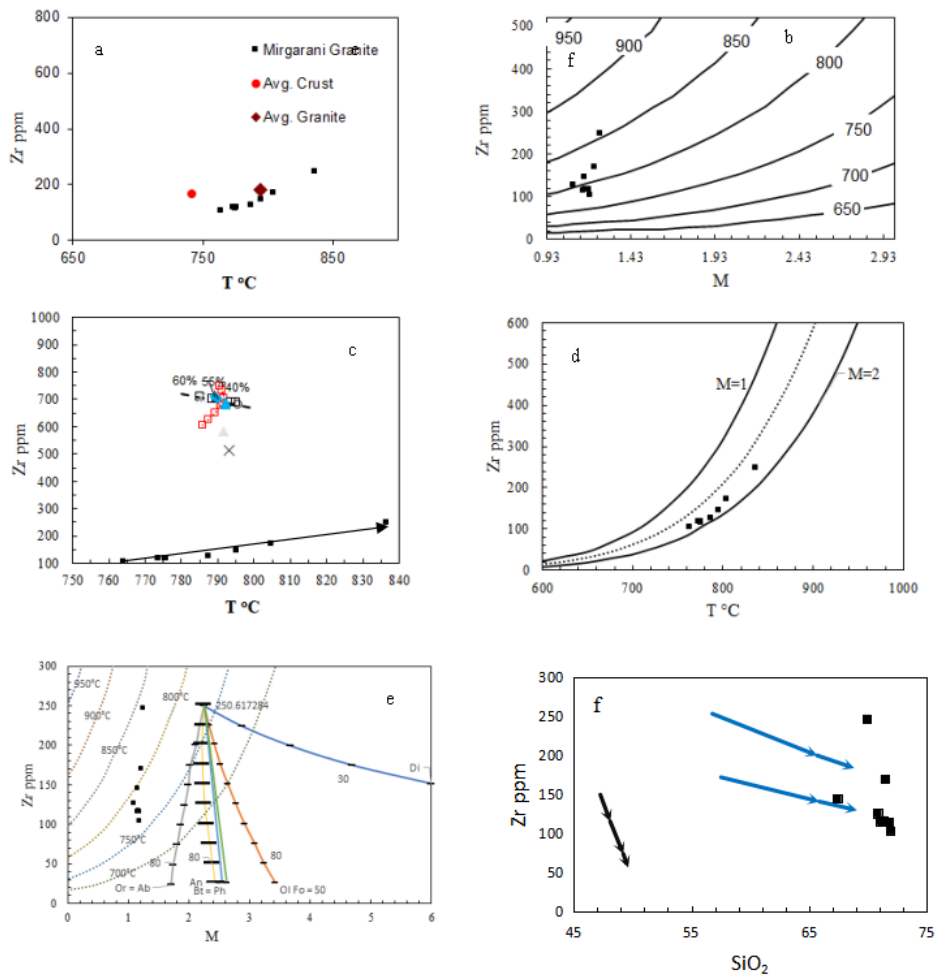 800
600
400
200
0
Zr ppm
a
e
Mirgarani Granite
Avg. Crust
Avg. Granite
650
750
850
T °C
500
400
300
200
100
0
Zr ppm
950
900
850
b
800
f
750
700
650
0.93
1.43
1.93
2.43
2.93
M
1000
900
800
700
600
500
400
300
200
100
Zr ppm
c
60% 55% 40%
750
760
770
780
790
800
810
820
830
840
T °C
600
500
400
300
200
100
0
Zr ppm
d
M=1
M=2
600
700
800
900
1000
T °C
300
250
200
150
100
50
0
Zr ppm
950°C
900°C
850°C
800°C
750°C
700°C
e
250.617284
Di
30
80
80
80
Or = Ab
An
Bt = Ph
Ol Fo = 50
0
1
2
3
4
5
6
M
300
250
200
150
100
50
0
Zr ppm
f
45
55
65
75
SiO₂